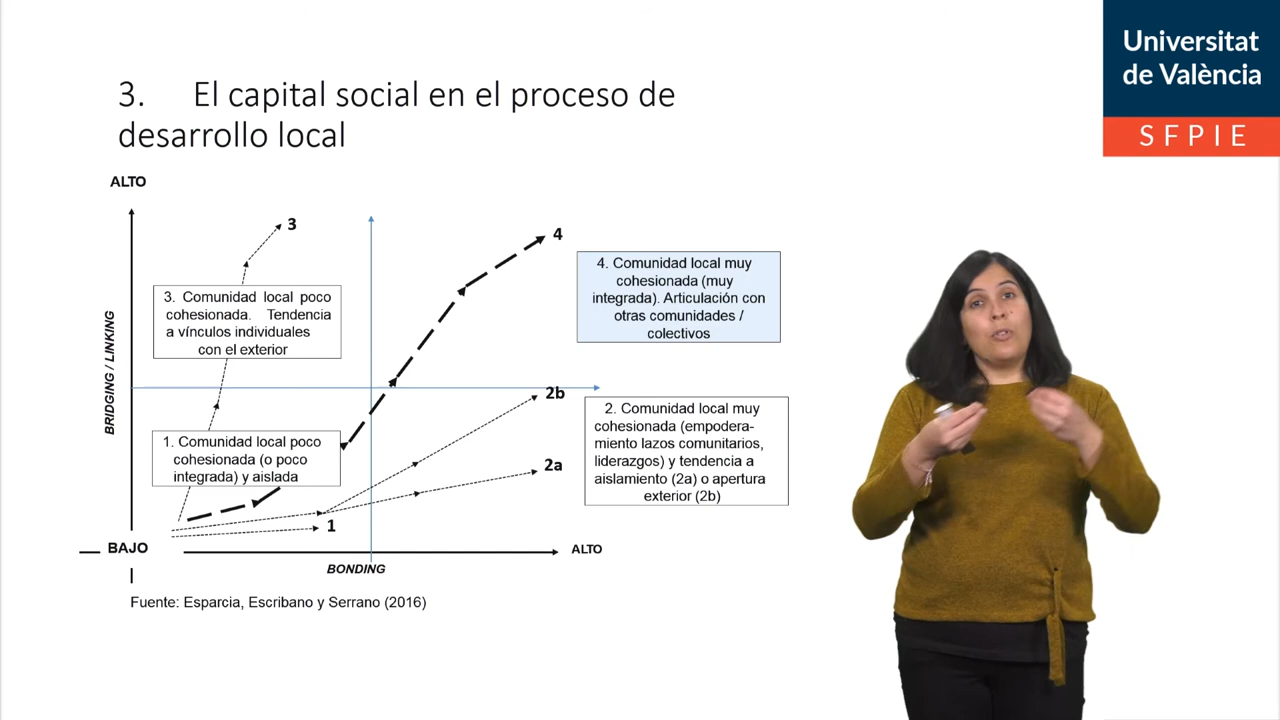 Universitat
de València
SFPIE
3. El capital social en el proceso de
desarrollo local
ALTO
3
4
4. Comunidad local muy
cohesionada (muy
integrada). Articulación con
otras comunidades /
colectivos
3. Comunidad local poco
cohesionada. Tendencia
a vínculos individuales
con el exterior
BRIDGING / LINKING
2b
2. Comunidad local muy
cohesionada (empodera-
miento lazos comunitarios,
liderazgos) y tendencia a
aislamiento (2a) o apertura
exterior (2b)
1. Comunidad local poco
cohesionada (o poco
integrada) y aislada
2a
1
BAJO
ALTO
BONDING
Fuente: Esparcia, Escribano y Serrano (2016)